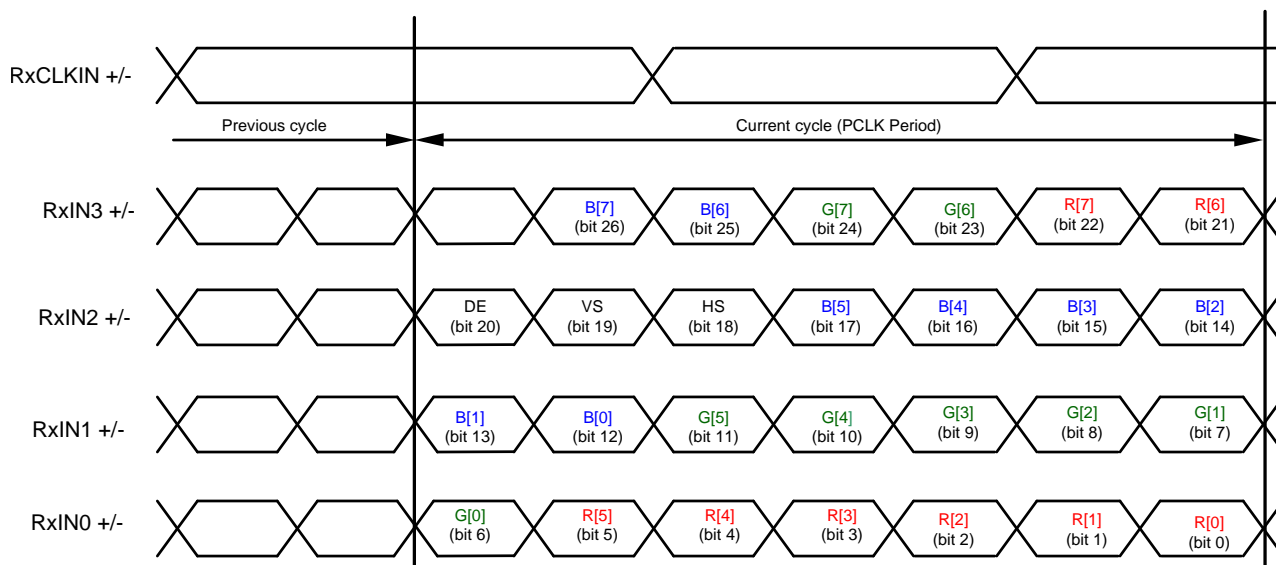 RxCLKIN +/-
Previous cycle
Current cycle (PCLK Period)
RxIN3 +/-
B[7]
(bit 26)
B[6]
(bit 25)
G[7]
(bit 24)
G[6]
(bit 23)
R[7]
(bit 22)
R[6]
(bit 21)
RxIN2 +/-
DE
(bit 20)
VS
(bit 19)
HS
(bit 18)
B[5]
(bit 17)
B[4]
(bit 16)
B[3]
(bit 15)
B[2]
(bit 14)
RxIN1 +/-
B[1]
(bit 13)
B[0]
(bit 12)
G[5]
(bit 11)
G[4]
(bit 10)
G[3]
(bit 9)
G[2]
(bit 8)
G[1]
(bit 7)
RxIN0 +/-
G[0]
(bit 6)
R[5]
(bit 5)
R[4]
(bit 4)
R[3]
(bit 3)
R[2]
(bit 2)
R[1]
(bit 1)
R[0]
(bit 0)